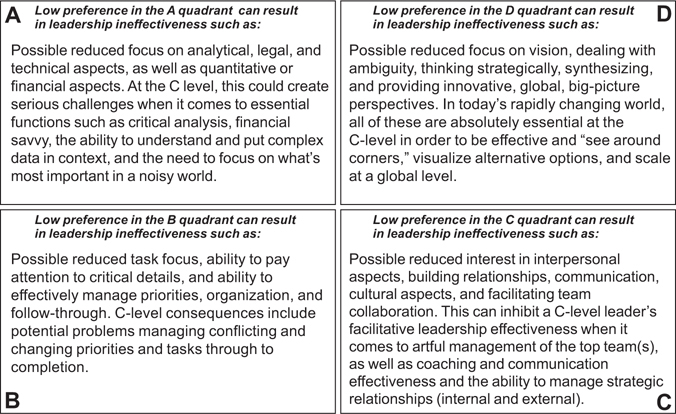 A
Low preference in the A quadrant can result
in leadership ineffectiveness such as:
Possible reduced focus on analytical, legal, and
technical aspects, as well as quantitative or
financial aspects. At the C level, this could create
serious challenges when it comes to essential
functions such as critical analysis, financial
savvy, the ability to understand and put complex
data in context, and the need to focus on what's
most important in a noisy world.
Low preference in the D quadrant can result
in leadership ineffectiveness such as:
D
Possible reduced focus on vision, dealing with
ambiguity, thinking strategically, synthesizing,
and providing innovative, global, big-picture
perspectives. In today's rapidly changing world,
all of these are absolutely essential at the
C-level in order to be effective and “see around
corners,” visualize alternative options, and scale
at a global level.
Low preference in the B quadrant can result
in leadership ineffectiveness such as:
Possible reduced task focus, ability to pay
attention to critical details, and ability to
effectively manage priorities, organization, and
follow-through. C-level consequences include
potential problems managing conflicting and
changing priorities and tasks through to
completion.
B
Low preference in the C quadrant can result
in leadership ineffectiveness such as:
Possible reduced interest in interpersonal
aspects, building relationships, communication,
cultural aspects, and facilitating team
collaboration. This can inhibit a C-level leader's
facilitative leadership effectiveness when it
comes to artful management of the top team(s),
as well as coaching and communication
effectiveness and the ability to manage strategic
relationships (internal and external).
C